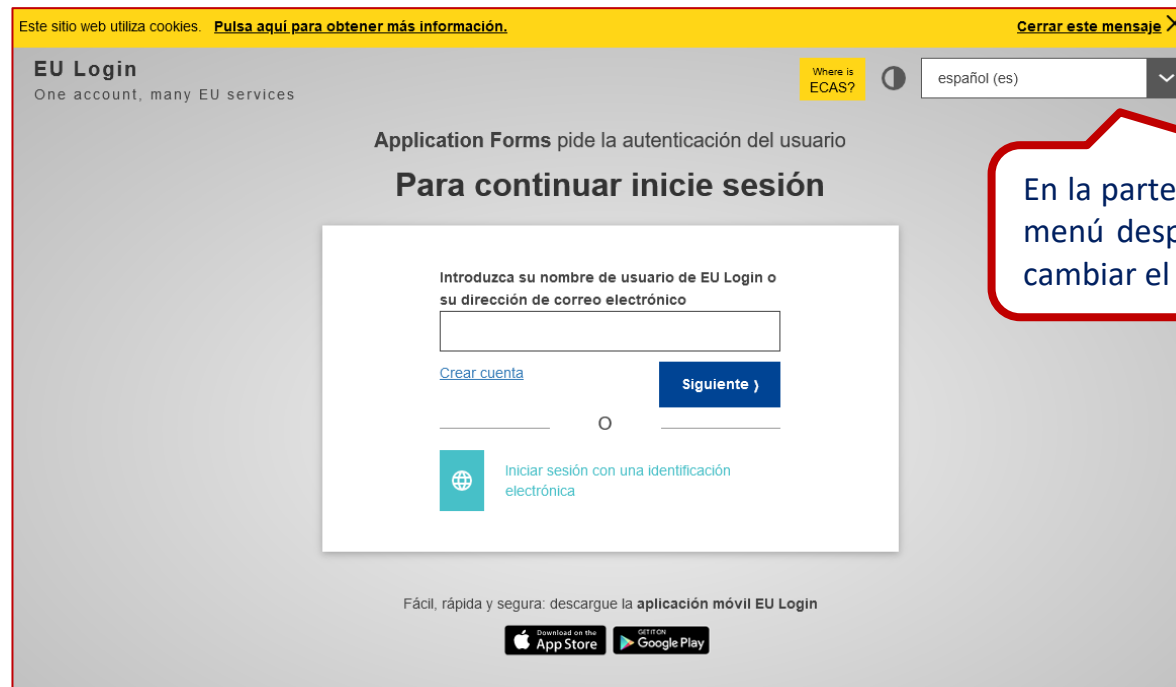 Este sitio web utiliza cookies. Pulsa aquí para obtener más información. Cerrar este mensaje
EU Login
One account, many EU services
Where is
ECAS?
español (es)
Application Forms pide la autenticación del usuario
Para continuar inicie sesión
En la parte
menú desp
cambiar el
Introduzca su nombre de usuario de EU Login o
su dirección de correo electrónico
Crear cuenta
Siguiente
O
Iniciar sesión con una identificación
electrónica
Fácil, rápida y segura: descargue la aplicación móvil EU Login
Download on the
App Store
GET IT ON
Google Play